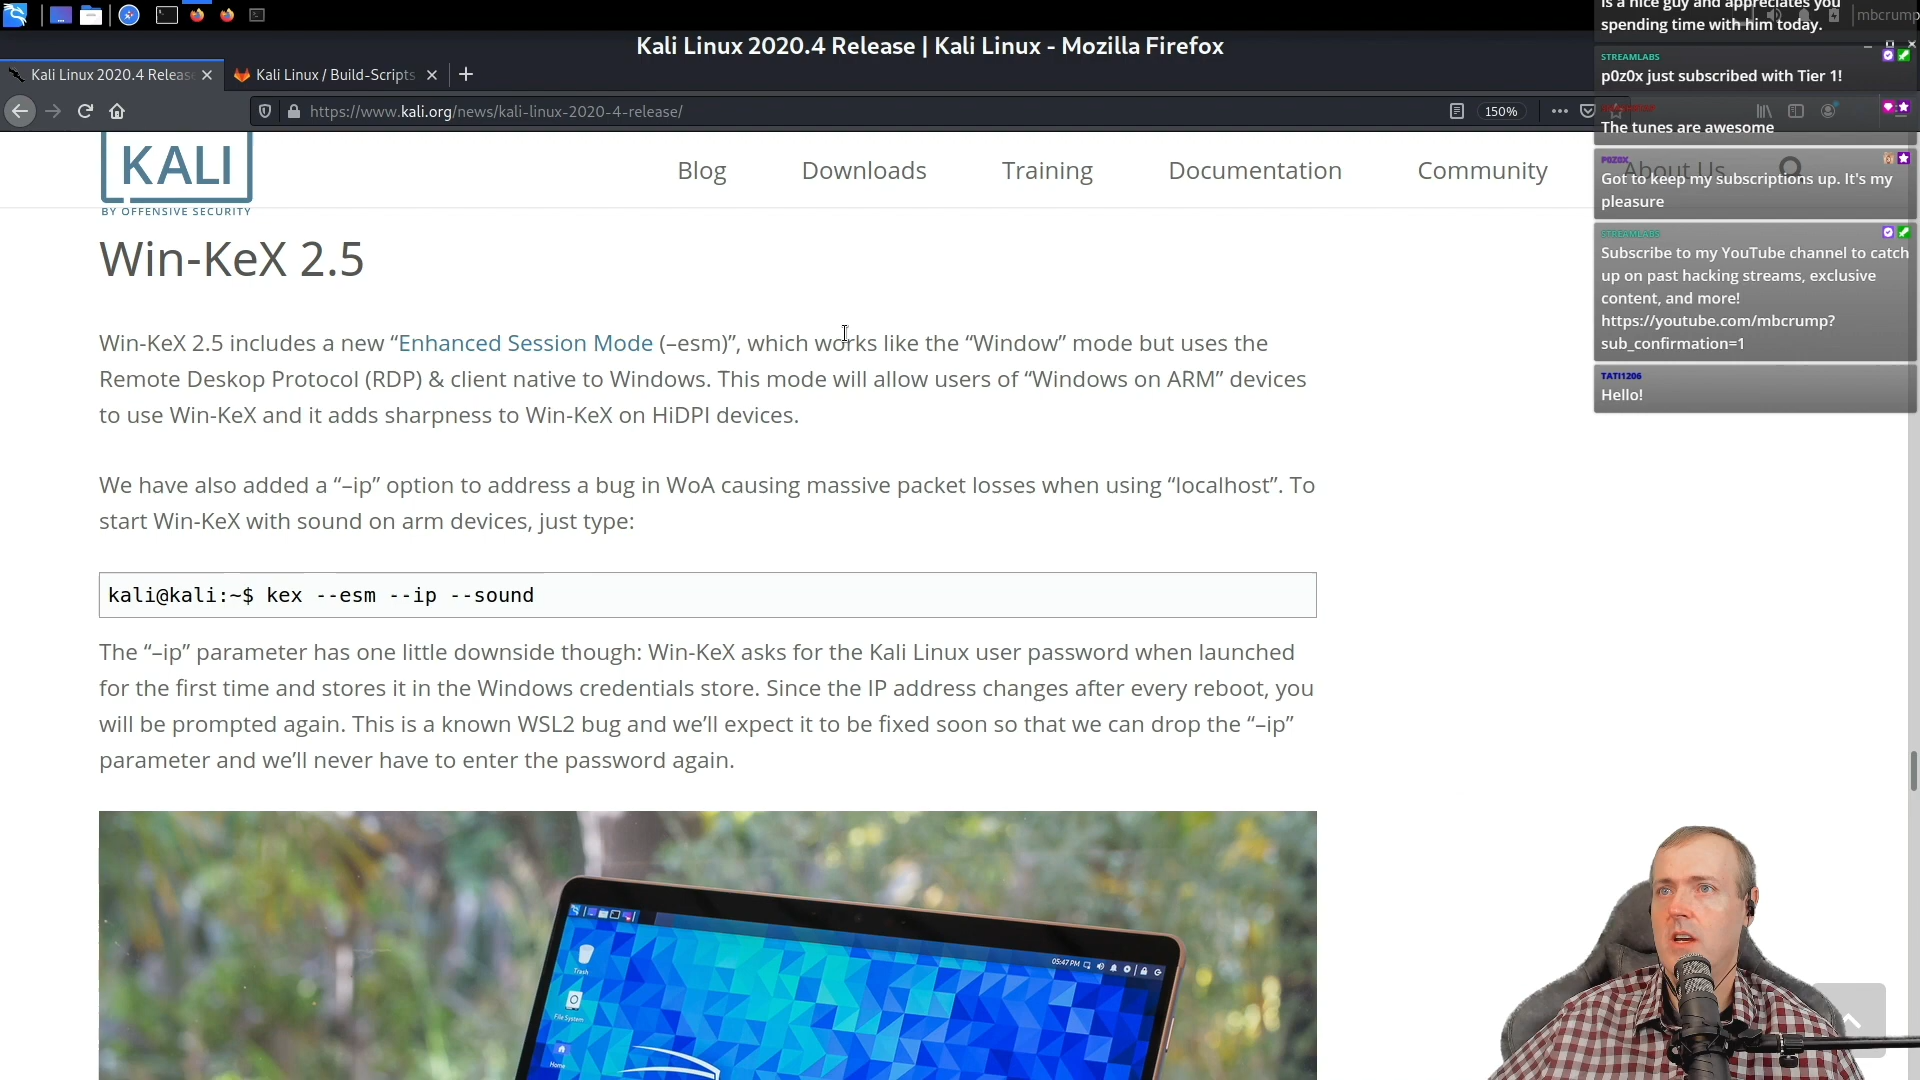 is a nice guy and appreciates you
spending time with him today.
mbcrump
Kali Linux 2020.4 Release | Kali Linux - Mozilla Firefox
STREAMLABS
p0z0x just subscribed with Tier 1!
Kali Linux 2020.4 Releas
Kali Linux / Build-Scripts
https://www.kali.org/news/kali-linux-2020-4-release/
150%
The tunes are awesome
KALI
BY OFFENSIVE SECURITY
Blog
Downloads
Training
Documentation
Community
About Us
P0Z0X
Got to keep my subscriptions up. It's my
pleasure
STREAMLABS
Subscribe to my YouTube channel to catch
up on past hacking streams, exclusive
content, and more!
https://youtube.com/mbcrump?
sub_confirmation=1
TATI1206
Hello!
Win-KeX 2.5
Win-KeX 2.5 includes a new “Enhanced Session Mode (–esm)”, which works like the “Window” mode but uses the
Remote Deskop Protocol (RDP) & client native to Windows. This mode will allow users of “Windows on ARM” devices
to use Win-KeX and it adds sharpness to Win-KeX on HiDPI devices.
We have also added a “–ip” option to address a bug in WoA causing massive packet losses when using “localhost”. To
start Win-KeX with sound on arm devices, just type:
kali@kali:~$ kex --esm --ip --sound
The “–ip” parameter has one little downside though: Win-KeX asks for the Kali Linux user password when launched
for the first time and stores it in the Windows credentials store. Since the IP address changes after every reboot, you
will be prompted again. This is a known WSL2 bug and we’ll expect it to be fixed soon so that we can drop the “–ip”
parameter and we’ll never have to enter the password again.
05:47 PM
Trash
File System
Home